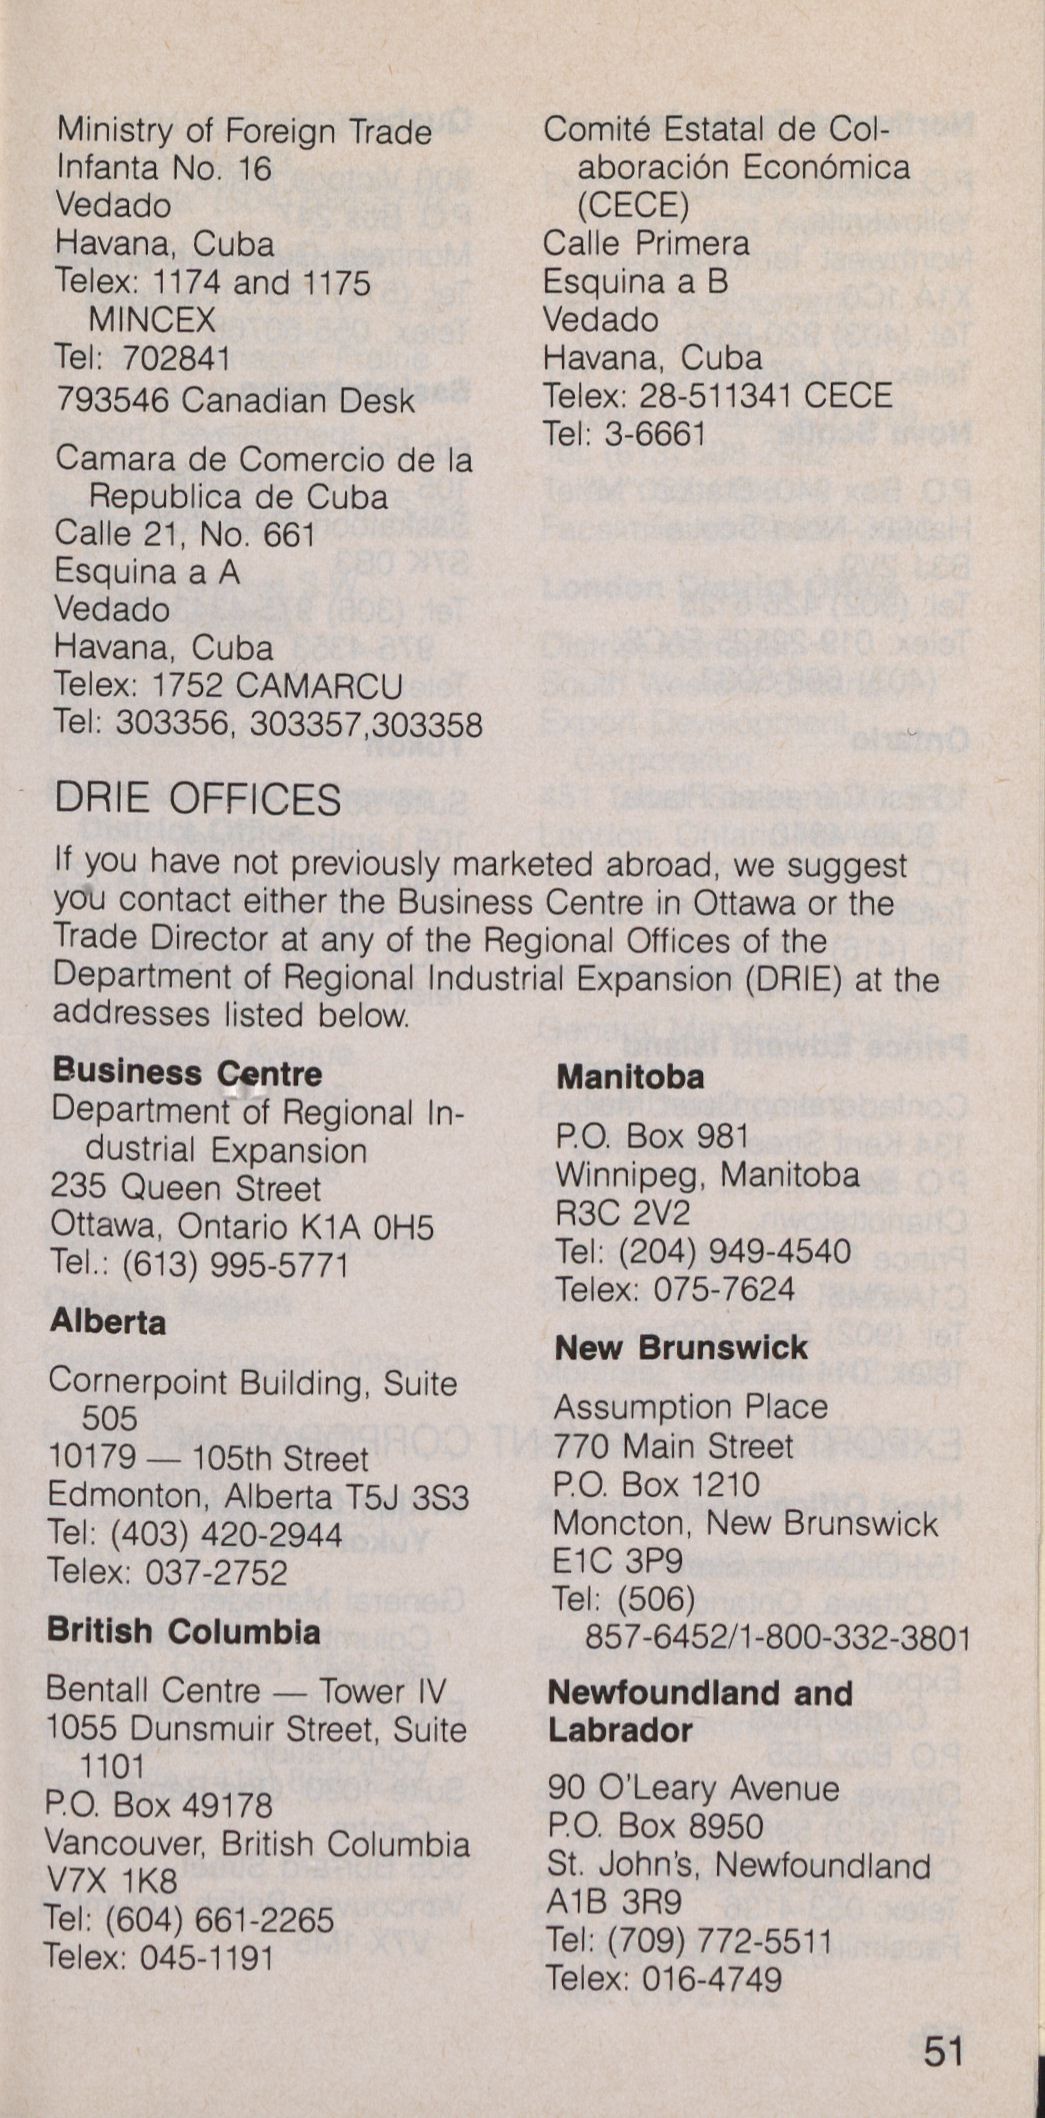 Ministry of Foreign Trade
Infanta No. 16
Vedado
Havana, Cuba
Telex: 1174 and 1175
MINCEX
Tel: 702841
793546 Canadian Desk
Camara de Comercio de la
Republica de Cuba
Calle 21, No. 661
Esquina a A
Vedado
Havana, Cuba
Telex: 1752 CAMARCU
Tel: 303356, 303357,303358
Comité Estatal de Col-
aboración Económica
(CECE)
Calle Primera
Esquina a B
Vedado
Havana, Cuba
Telex: 28-511341 CECE
Tel: 3-6661
DRIE OFFICES
If you have not previously marketed abroad, we suggest
you contact either the Business Centre in Ottawa or the
Trade Director at any of the Regional Offices of the
Department of Regional Industrial Expansion (DRIE) at the
addresses listed below.
Business Centre
Department of Regional In-
dustrial Expansion
235 Queen Street
Ottawa, Ontario K1A 0H5
Tel.: (613) 995-5771
Alberta
Cornerpoint Building, Suite
505
10179 — 105th Street
Edmonton, Alberta T5J 3S3
Tel: (403) 420-2944
Telex: 037-2752
British Columbia
Bentall Centre — Tower IV
1055 Dunsmuir Street, Suite
1101
P.O. Box 49178
Vancouver, British Columbia
V7X 1K8
Tel: (604) 661-2265
Telex: 045-1191
Manitoba
P.O. Box 981
Winnipeg, Manitoba
R3C 2V2
Tel: (204) 949-4540
Telex: 075-7624
New Brunswick
Assumption Place
770 Main Street
P.O. Box 1210
Moncton, New Brunswick
E1C 3P9
Tel: (506)
857-6452/1-800-332-3801
Newfoundland and
Labrador
90 O'Leary Avenue
P.O. Box 8950
St. John's, Newfoundland
A1B 3R9
Tel: (709) 772-5511
Telex: 016-4749
51